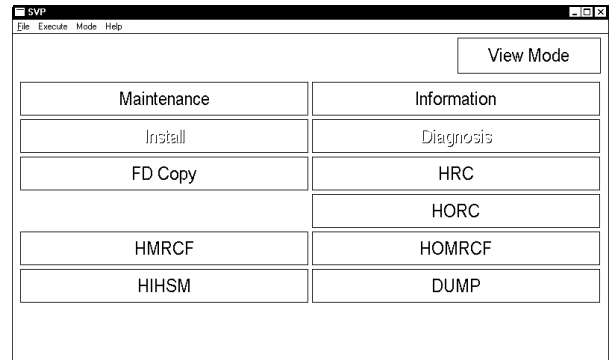 SVP
File Execute Mode Help
View Mode
Maintenance Information
Install Diagnosis
FD Copy HRC
HORC
HMRCF HOMRCF
HIHSM DUMP